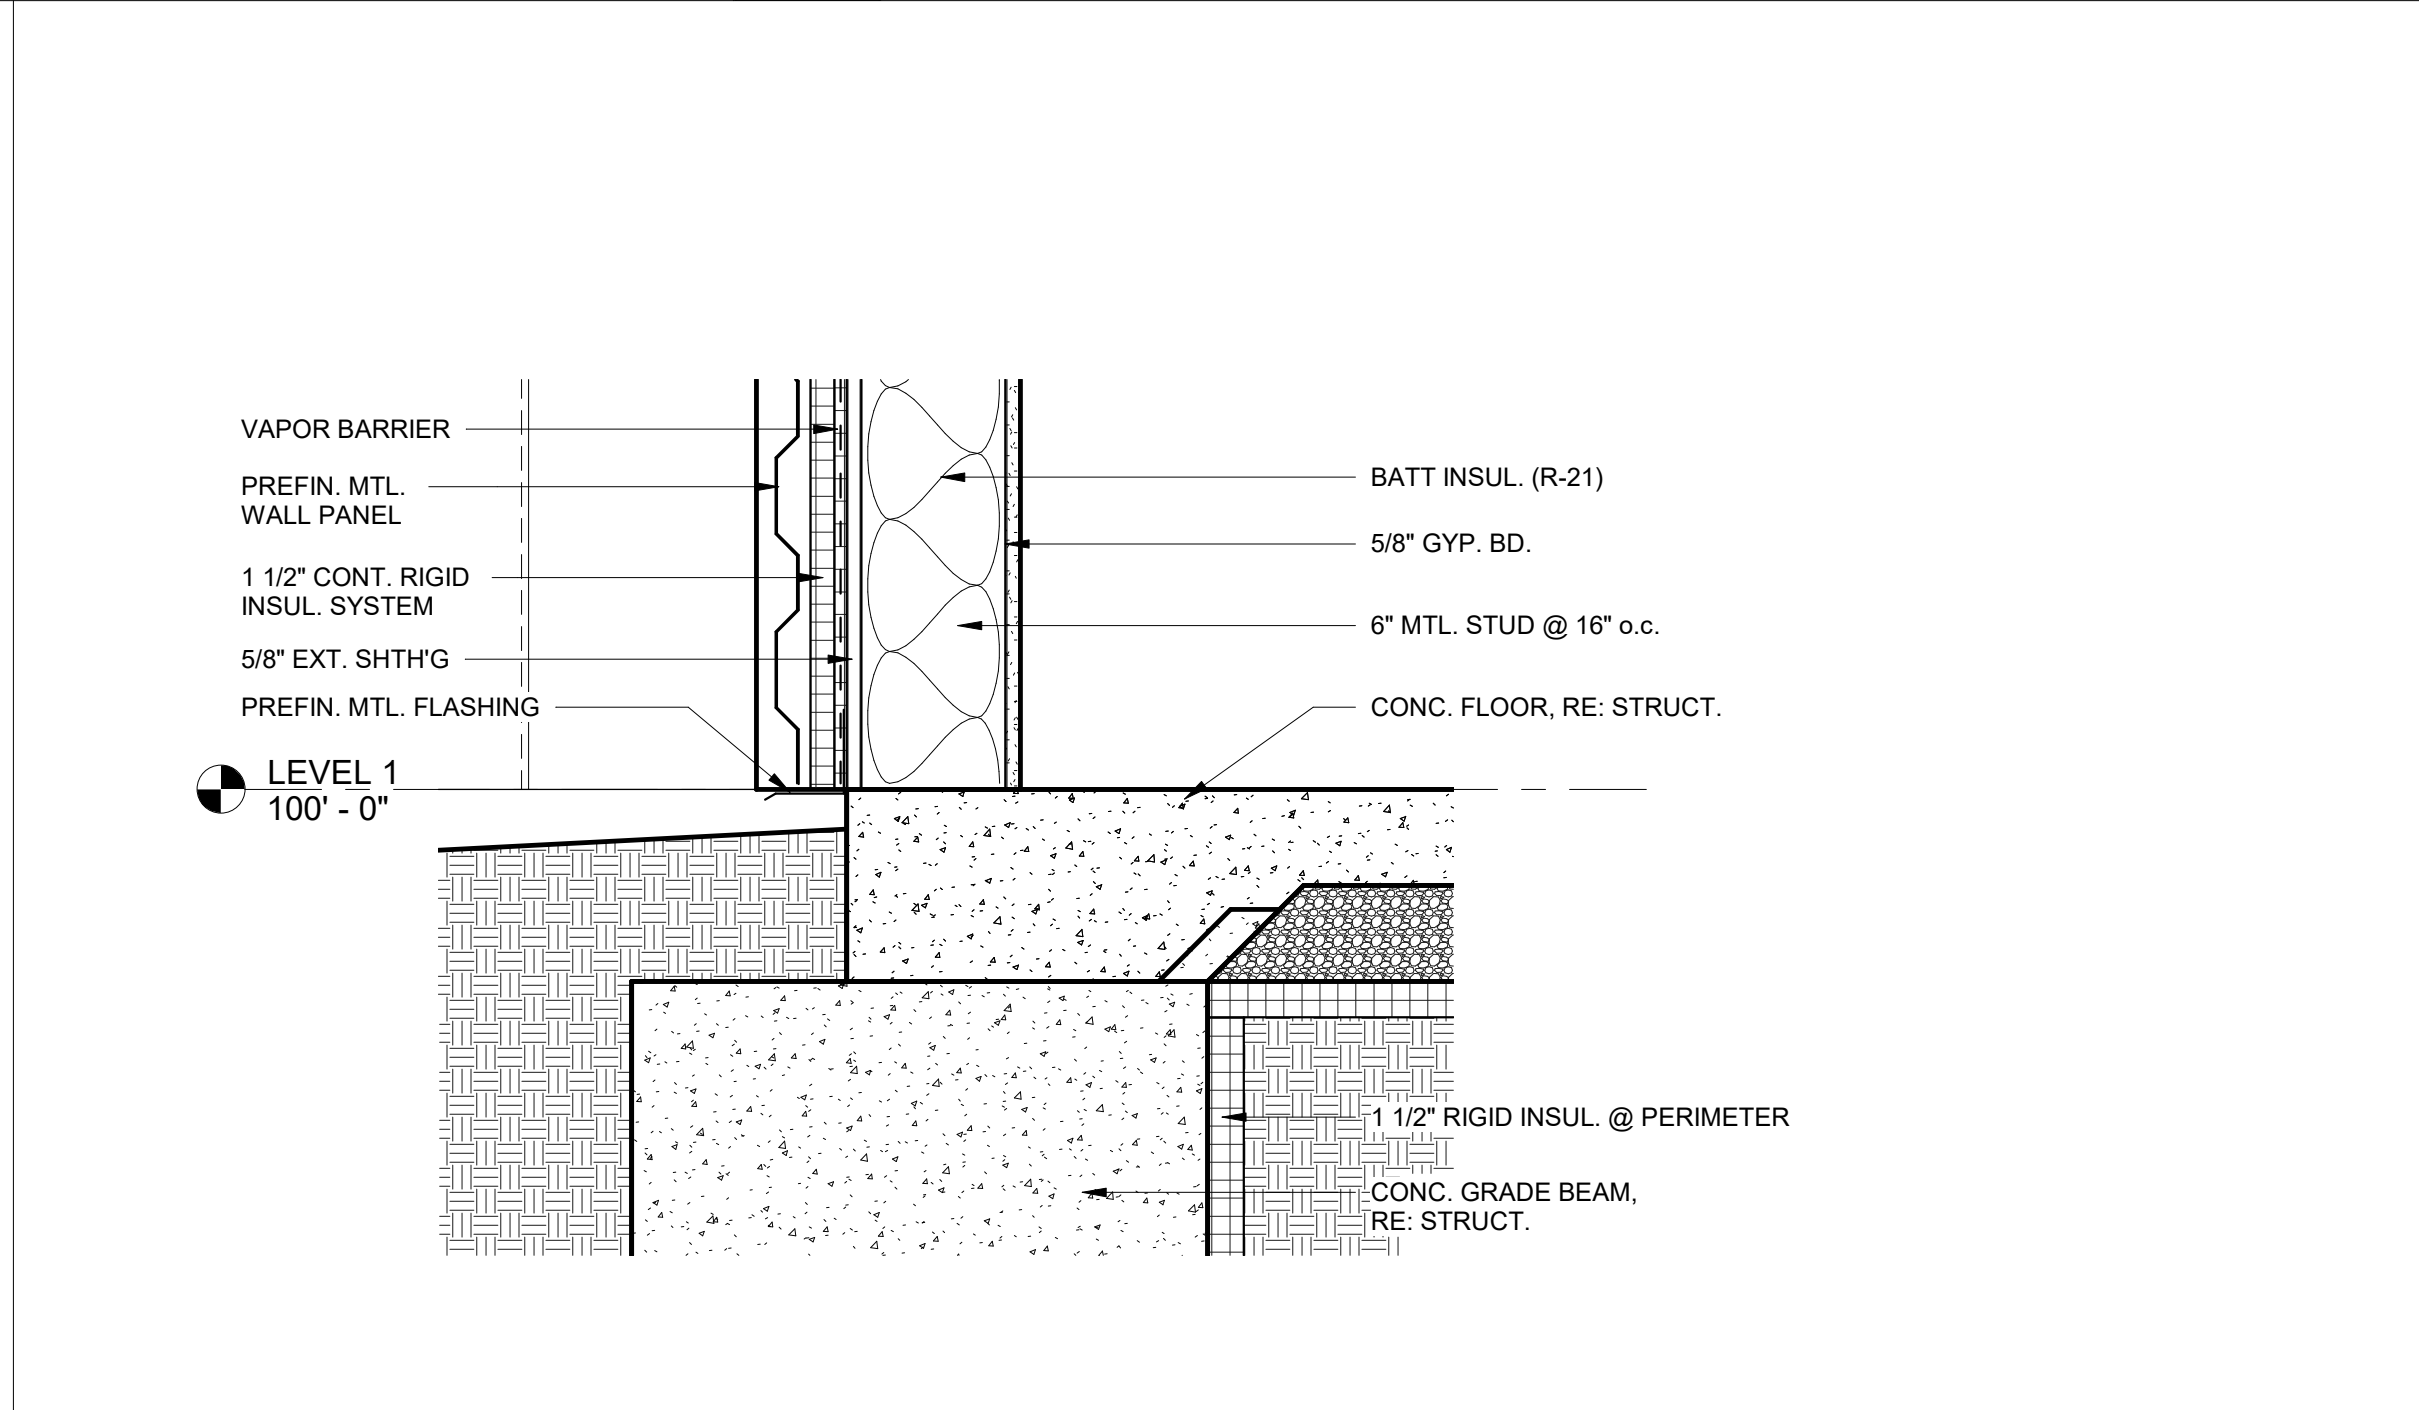 VAPOR BARRIER
PREFIN. MTL.
WALL PANEL
1 1/2" CONT. RIGID
INSUL. SYSTEM
5/8" EXT. SHTH'G
PREFIN. MTL. FLASHING
LEVEL 1
100' - 0"
BATT INSUL. (R-21)
5/8" GYP. BD.
6" MTL. STUD @ 16" o.c.
CONC. FLOOR, RE: STRUCT.
1 1/2" RIGID INSUL. @ PERIMETER
CONC. GRADE BEAM,
RE: STRUCT.